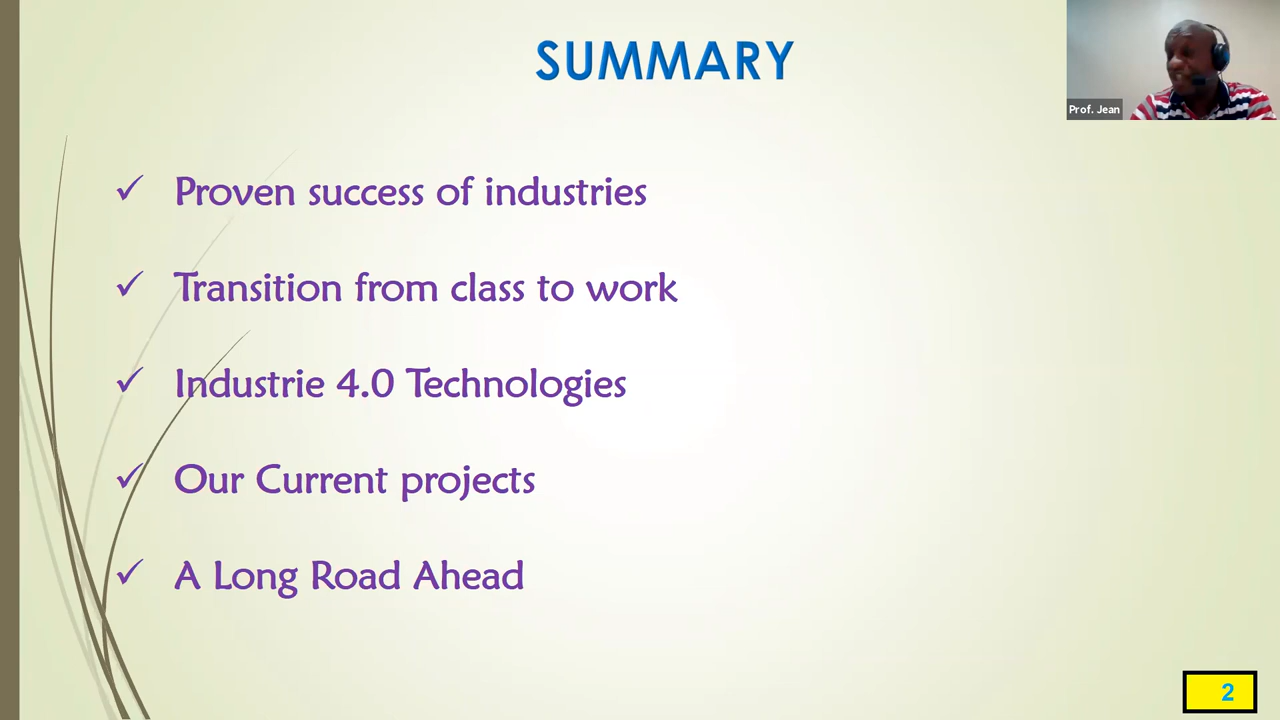 SUMMARY
Prof. Jean
✓ Proven success of industries
✓ Transition from class to work
✓ Industrie 4.0 Technologies
✓ Our Current projects
✓ A Long Road Ahead
2